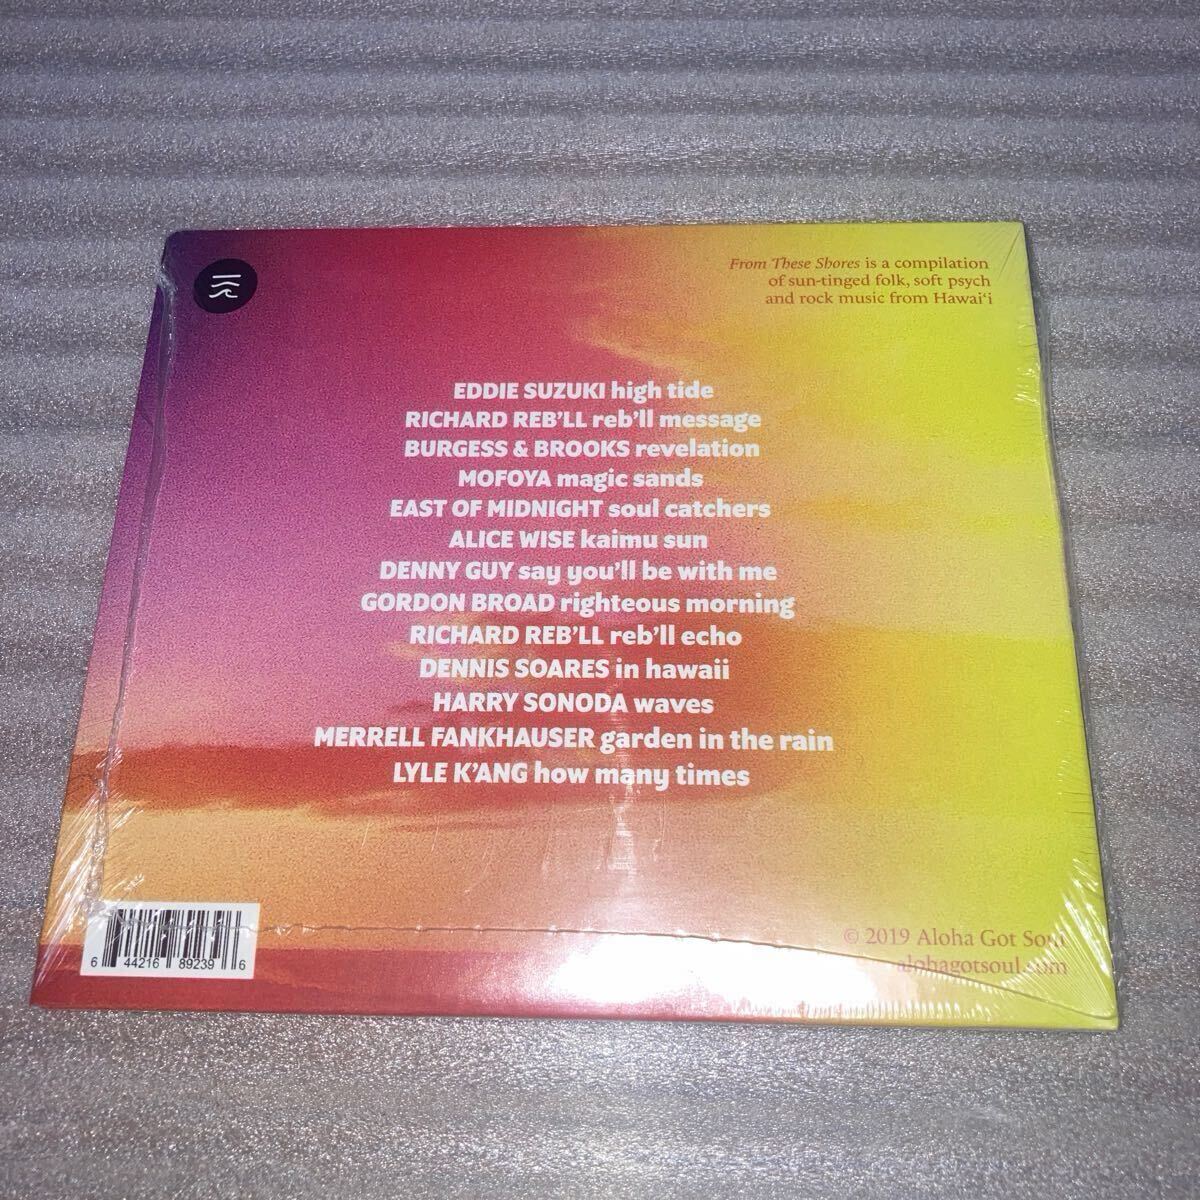 From These Shores is a compilation
of sun-tinged folk, soft psych
and rock music from Hawaiʻi
EDDIE SUZUKI high tide
RICHARD REB'LL reb'll message
BURGESS & BROOKS revelation
MOFOYA magic sands
EAST OF MIDNIGHT soul catchers
ALICE WISE kaimu sun
DENNY GUY say you'll be with me
GORDON BROAD righteous morning
RICHARD REB'LL reb'll echo
DENNIS SOARES in hawaii
HARRY SONODA waves
MERRELL FANKHAUSER garden in the rain
LYLE K'ANG how many times
6 44216 89239 6
© 2019 Aloha Got Soul
alohagotsoul.com